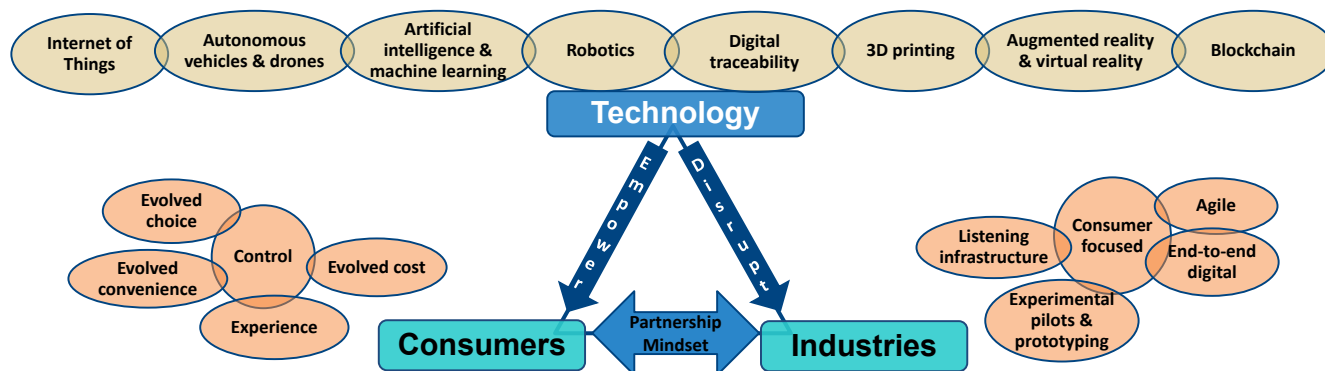 Internet of
Things
Autonomous
vehicles & drones
Artificial
intelligence &
machine learning
Robotics
Digital
traceability
3D printing
Augmented reality
& virtual reality
Blockchain
Technology
Empower
Disrupt
Evolved
choice
Control
Evolved
convenience
Evolved cost
Experience
Consumer
focused
Agile
Listening
infrastructure
End-to-end
digital
Experimental
pilots &
prototyping
Consumers
Partnership
Mindset
Industries